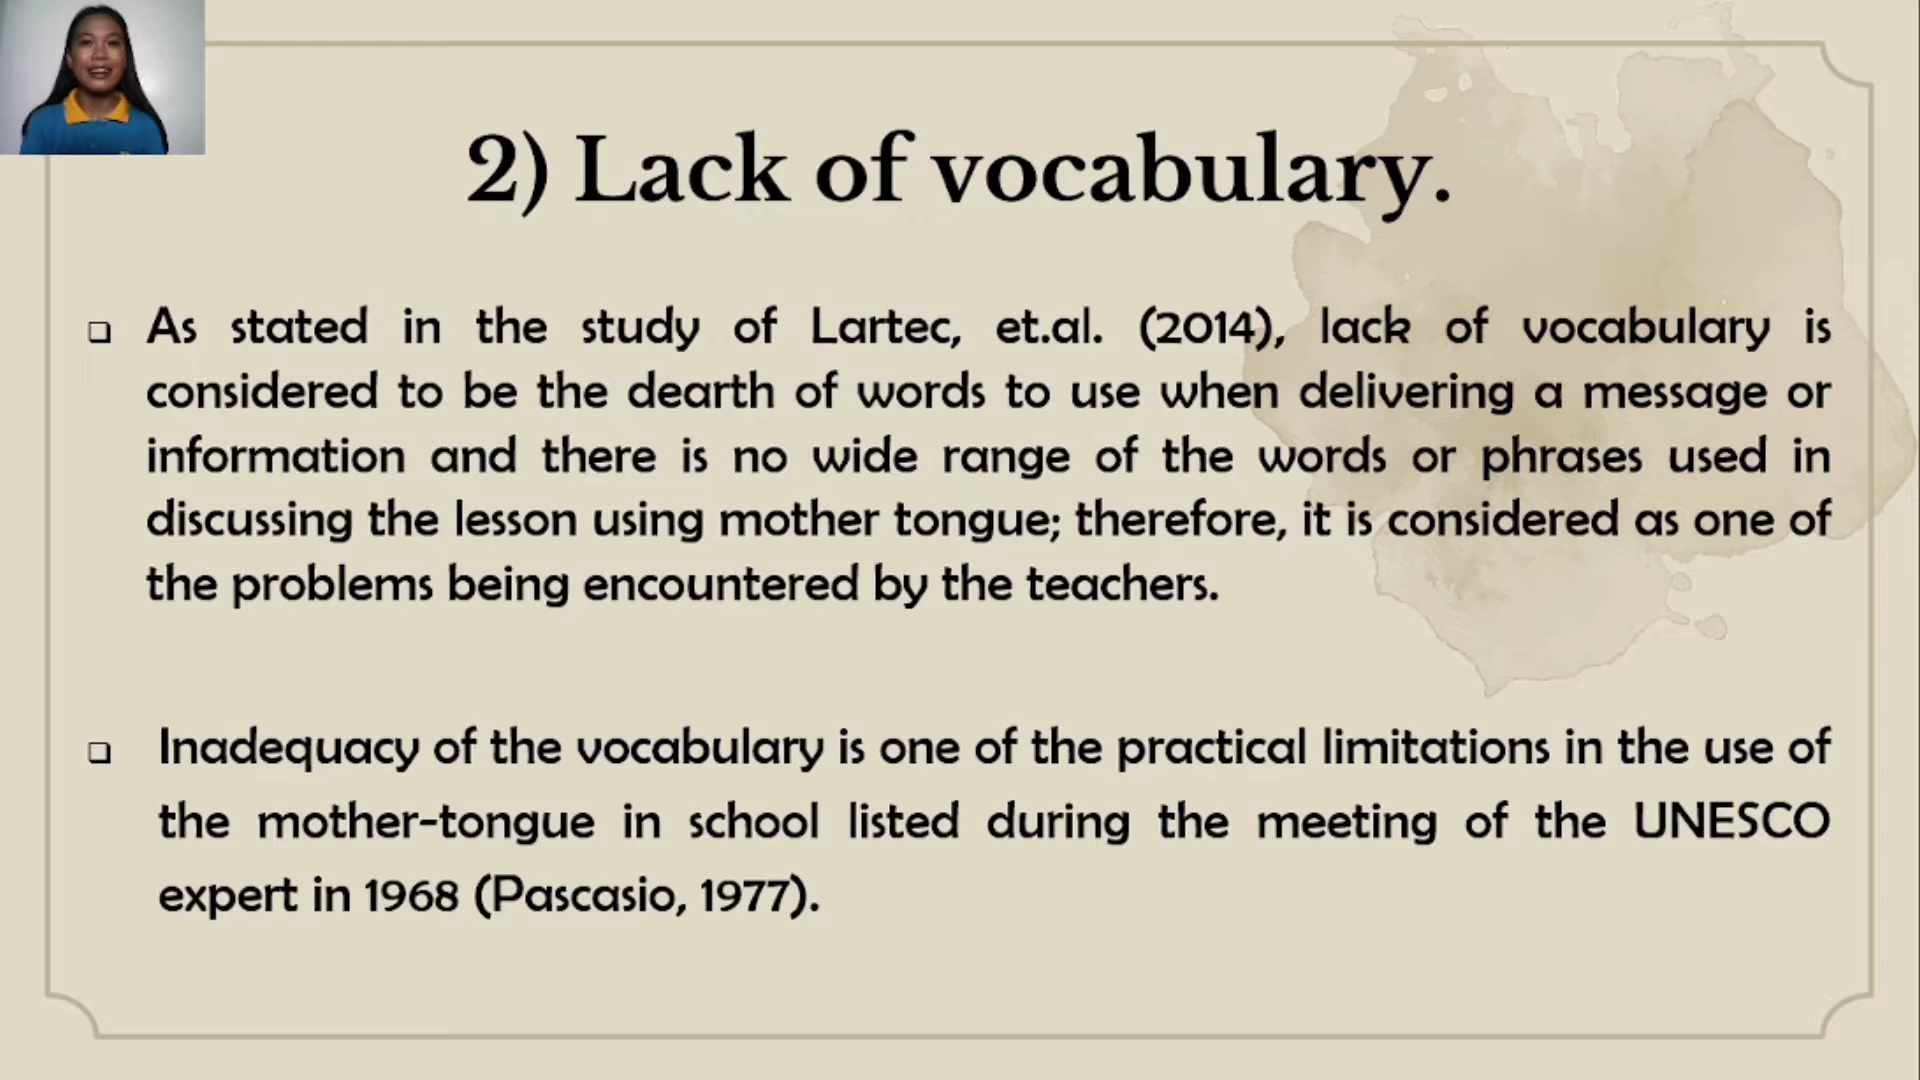 2) Lack of vocabulary.
As stated in the study of Lartec, et.al. (2014), lack of vocabulary is
considered to be the dearth of words to use when delivering a message or
information and there is no wide range of the words or phrases used in
discussing the lesson using mother tongue; therefore, it is considered as one of
the problems being encountered by the teachers.
Inadequacy of the vocabulary is one of the practical limitations in the use of
the mother-tongue in school listed during the meeting of the UNESCO
expert in 1968 (Pascasio, 1977).